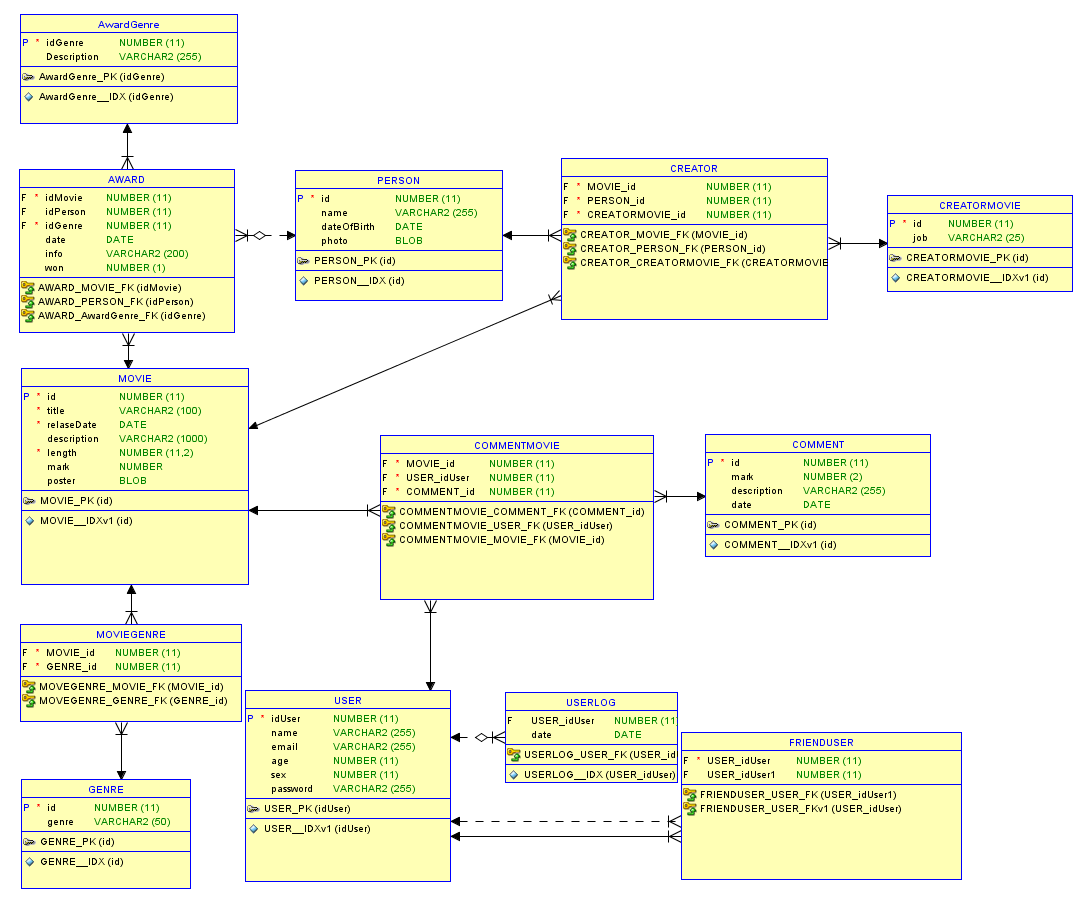 AwardGenre
P * idGenre NUMBER (11)
Description VARCHAR2 (255)
AwardGenre_PK (idGenre)
AwardGenre__IDX (idGenre)
AWARD
F * idMovie NUMBER (11)
F idPerson NUMBER (11)
F * idGenre NUMBER (11)
date DATE
info VARCHAR2 (200)
won NUMBER (1)
AWARD_MOVIE_FK (idMovie)
AWARD_PERSON_FK (idPerson)
AWARD_AwardGenre_FK (idGenre)
PERSON
P * id NUMBER (11)
name VARCHAR2 (255)
dateOfBirth DATE
photo BLOB
PERSON_PK (id)
PERSON__IDX (id)
CREATOR
F * MOVIE_id NUMBER (11)
F * PERSON_id NUMBER (11)
F * CREATORMOVIE_id NUMBER (11)
CREATOR_MOVIE_FK (MOVIE_id)
CREATOR_PERSON_FK (PERSON_id)
CREATOR_CREATORMOVIE_FK (CREATORMOVIE
CREATORMOVIE
P * id NUMBER (11)
job VARCHAR2 (25)
CREATORMOVIE_PK (id)
CREATORMOVIE__IDXv1 (id)
MOVIE
P * id NUMBER (11)
* title VARCHAR2 (100)
* relaseDate DATE
description VARCHAR2 (1000)
* length NUMBER (11,2)
mark NUMBER
poster BLOB
MOVIE_PK (id)
MOVIE__IDXv1 (id)
COMMENTMOVIE
F * MOVIE_id NUMBER (11)
F * USER_idUser NUMBER (11)
F * COMMENT_id NUMBER (11)
COMMENTMOVIE_COMMENT_FK (COMMENT_id)
COMMENTMOVIE_USER_FK (USER_idUser)
COMMENTMOVIE_MOVIE_FK (MOVIE_id)
COMMENT
P * id NUMBER (11)
mark NUMBER (2)
description VARCHAR2 (255)
date DATE
COMMENT_PK (id)
COMMENT__IDXv1 (id)
MOVIEGENRE
F * MOVIE_id NUMBER (11)
F * GENRE_id NUMBER (11)
MOVEGENRE_MOVIE_FK (MOVIE_id)
MOVEGENRE_GENRE_FK (GENRE_id)
GENRE
P * id NUMBER (11)
genre VARCHAR2 (50)
GENRE_PK (id)
GENRE__IDX (id)
USER
P * idUser NUMBER (11)
name VARCHAR2 (255)
email VARCHAR2 (255)
age NUMBER (11)
sex NUMBER (11)
password VARCHAR2 (255)
USER_PK (idUser)
USER__IDXv1 (idUser)
USERLOG
F USER_idUser NUMBER (11)
date DATE
USERLOG_USER_FK (USER_id
USERLOG__IDX (USER_idUser)
FRIENDUSER
F * USER_idUser NUMBER (11)
F USER_idUser1 NUMBER (11)
FRIENDUSER_USER_FK (USER_idUser1)
FRIENDUSER_USER_FKv1 (USER_idUser)